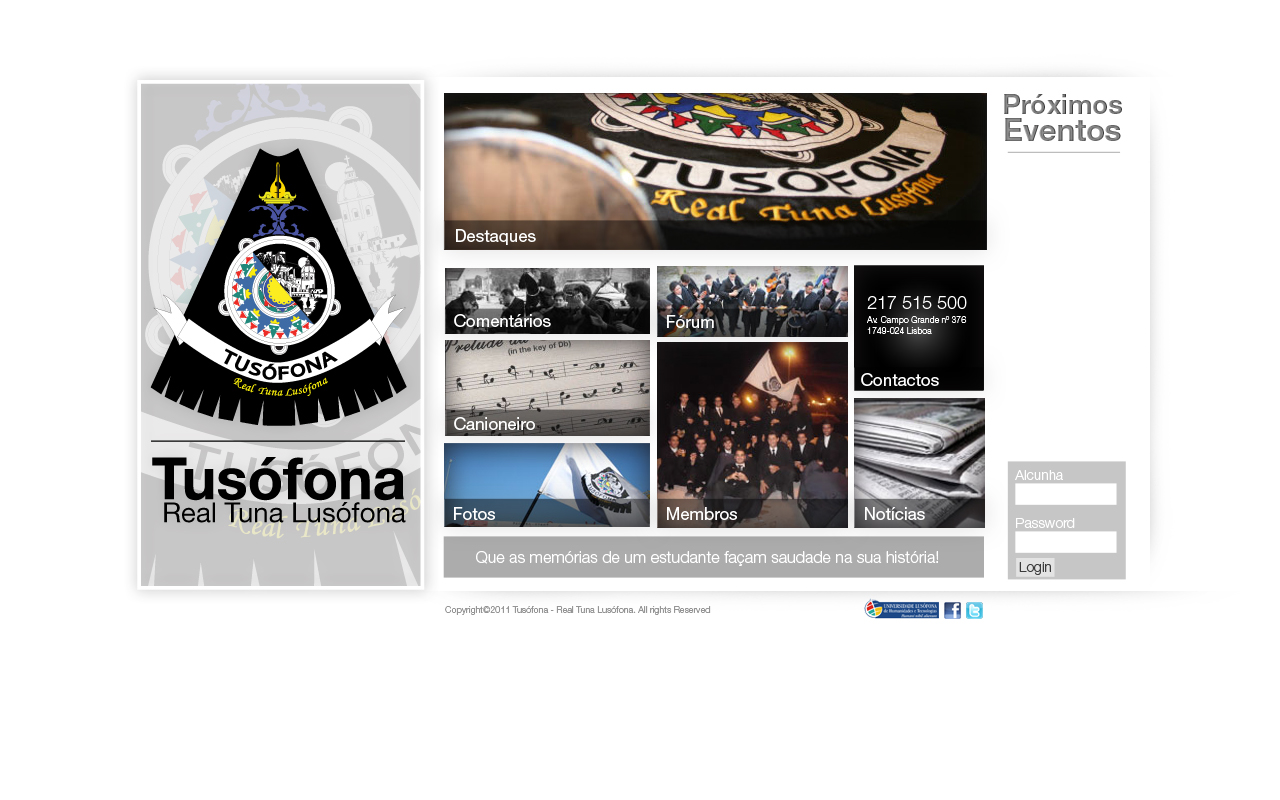 TUSÓFONA
Real Tuna Lusófona
Tusófona
Real Tuna Lusófona
TUSÓFONA
Real Tuna Lusófona
Destaques
Próximos
Eventos
Comentários
Fórum
217 515 500
Av. Campo Grande nº 376
1749-024 Lisboa
Contactos
Prelude
(in the key of Db)
Canioneiro
Fotos
Membros
Notícias
Alcunha
Password
Login
Que as memórias de um estudante façam saudade na sua história!
Copyright©2011 Tusófona - Real Tuna Lusófona. All rights Reserved
UNIVERSIDADE LUSÓFONA
de Humanidades e Tecnologias